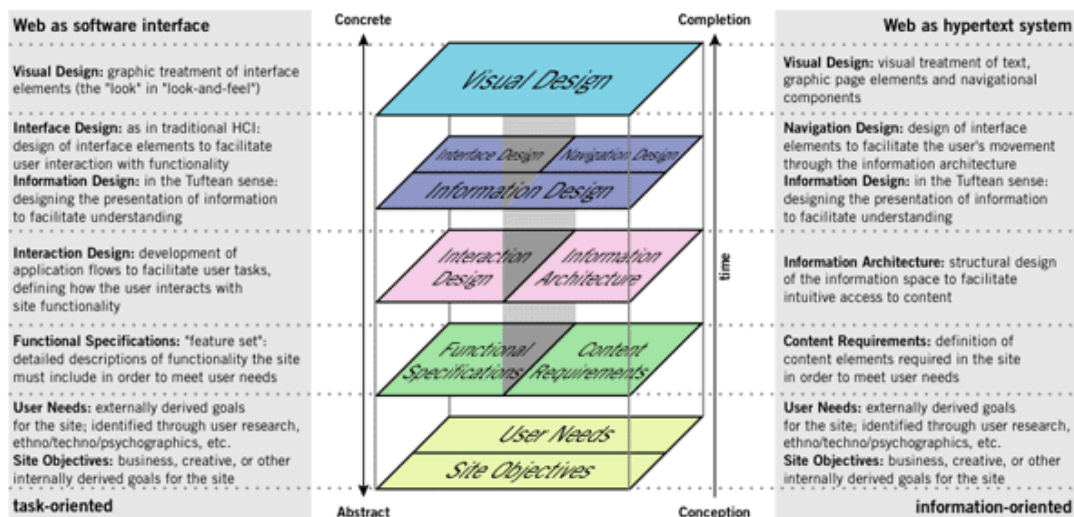 Web as software interface
Visual Design: graphic treatment of interface
elements (the "look" in "look-and-feel")
Interface Design: as in traditional HCI:
design of interface elements to facilitate
user interaction with functionality
Information Design: in the Tuftean sense:
designing the presentation of information
to facilitate understanding
Interaction Design: development of
application flows to facilitate user tasks,
defining how the user interacts with
site functionality
Functional Specifications: "feature set":
detailed descriptions of functionality the site
must include in order to meet user needs
User Needs: externally derived goals
for the site; identified through user research,
ethno/techno/psychographics, etc.
Site Objectives: business, creative, or other
internally derived goals for the site
task-oriented
Concrete
Completion
Visual Design
Interface Design
Navigation Design
Information Design
Interaction
Design
Information
Architecture
Functional
Specifications
Content
Requirements
User Needs
Site Objectives
time
Abstract
Conception
Web as hypertext system
Visual Design: visual treatment of text,
graphic page elements and navigational
components
Navigation Design: design of interface
elements to facilitate the user's movement
through the information architecture
Information Design: in the Tuftean sense:
designing the presentation of information
to facilitate understanding
Information Architecture: structural design
of the information space to facilitate
intuitive access to content
Content Requirements: definition of
content elements required in the site
in order to meet user needs
User Needs: externally derived goals
for the site; identified through user research,
ethno/techno/psychographics, etc.
Site Objectives: business, creative, or other
internally derived goals for the site
information-oriented